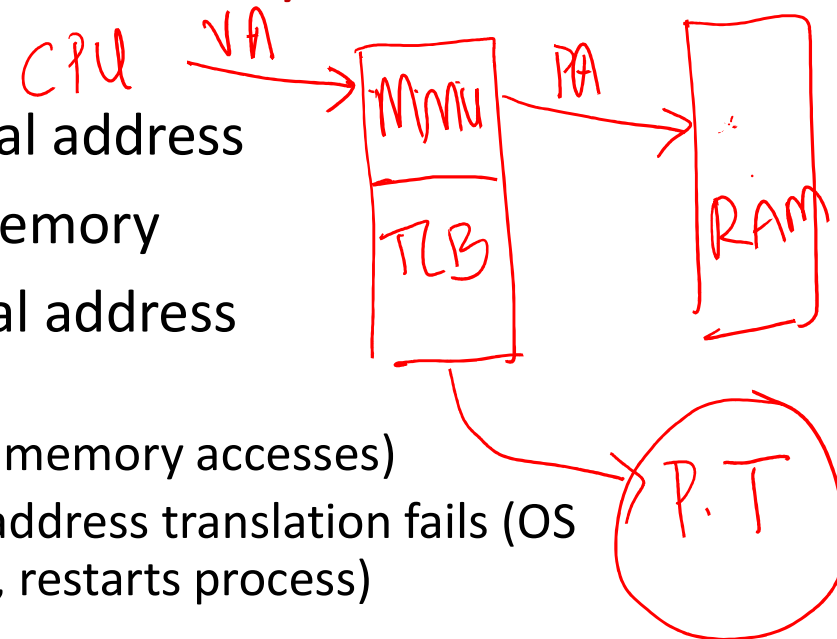 CPU VA
MMU PA
al address
emory
TLB RAM
al address
memory accesses)
address translation fails (OS
, restarts process)
P.T